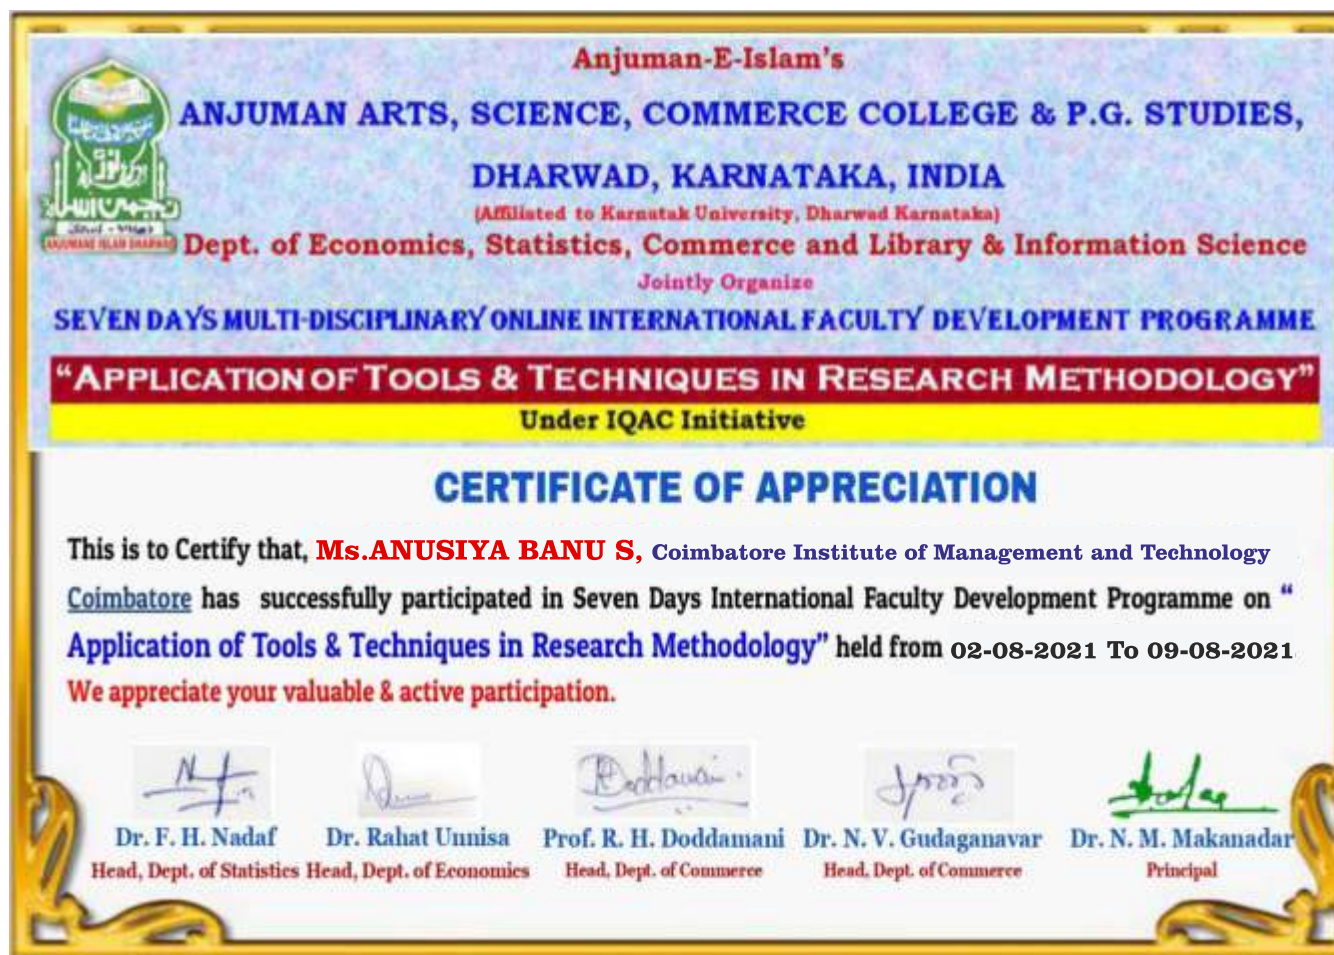 Anjuman-E-Islam's
ANJUMAN ARTS, SCIENCE, COMMERCE COLLEGE & P.G. STUDIES,
DHARWAD, KARNATAKA, INDIA
(Affiliated to Karnatak University, Dharwad Karnataka)
Dept. of Economics, Statistics, Commerce and Library & Information Science
Jointly Organize
SEVEN DAYS MULTI-DISCIPLINARY ONLINE INTERNATIONAL FACULTY DEVELOPMENT PROGRAMME
"APPLICATION OF TOOLS & TECHNIQUES IN RESEARCH METHODOLOGY"
Under IQAC Initiative
ANJUMANE ISLAM DHARWAD
CERTIFICATE OF APPRECIATION
This is to Certify that, Ms.ANUSIYA BANU S, Coimbatore Institute of Management and Technology
Coimbatore has successfully participated in Seven Days International Faculty Development Programme on "
Application of Tools & Techniques in Research Methodology" held from 02-08-2021 To 09-08-2021
We appreciate your valuable & active participation.
Dr. F. H. Nadaf Dr. Rahat Unnisa Prof. R. H. Doddamani Dr. N. V. Gudaganavar Dr. N. M. Makanadar
Head, Dept. of Statistics Head, Dept. of Economics Head, Dept. of Commerce Head, Dept. of Commerce Principal